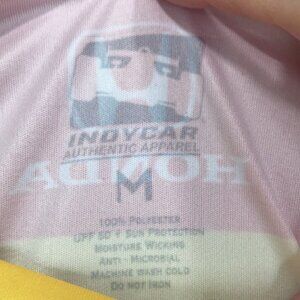 INDYCAR
AUTHENTIC APPAREL
HONDA
M
100% POLYESTER
UPF 50 + SUN PROTECTION
MOISTURE WICKING
ANTI - MICROBIAL
MACHINE WASH COLD
DO NOT IRON